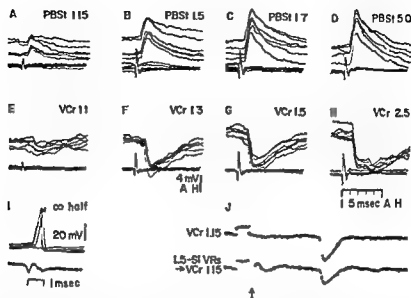 A PBSt 1.15
B PBSt 1.5
C PBSt 1.7
D PBSt 5.0
E VCr 1.1
F VCr 1.3
G VCr 1.5
H VCr 2.5
4 mV
A H
5 msec A H
I ∞ half
20 mV
1 msec
J
VCr 1.15
L5-S1 VRs
→VCr 1.15